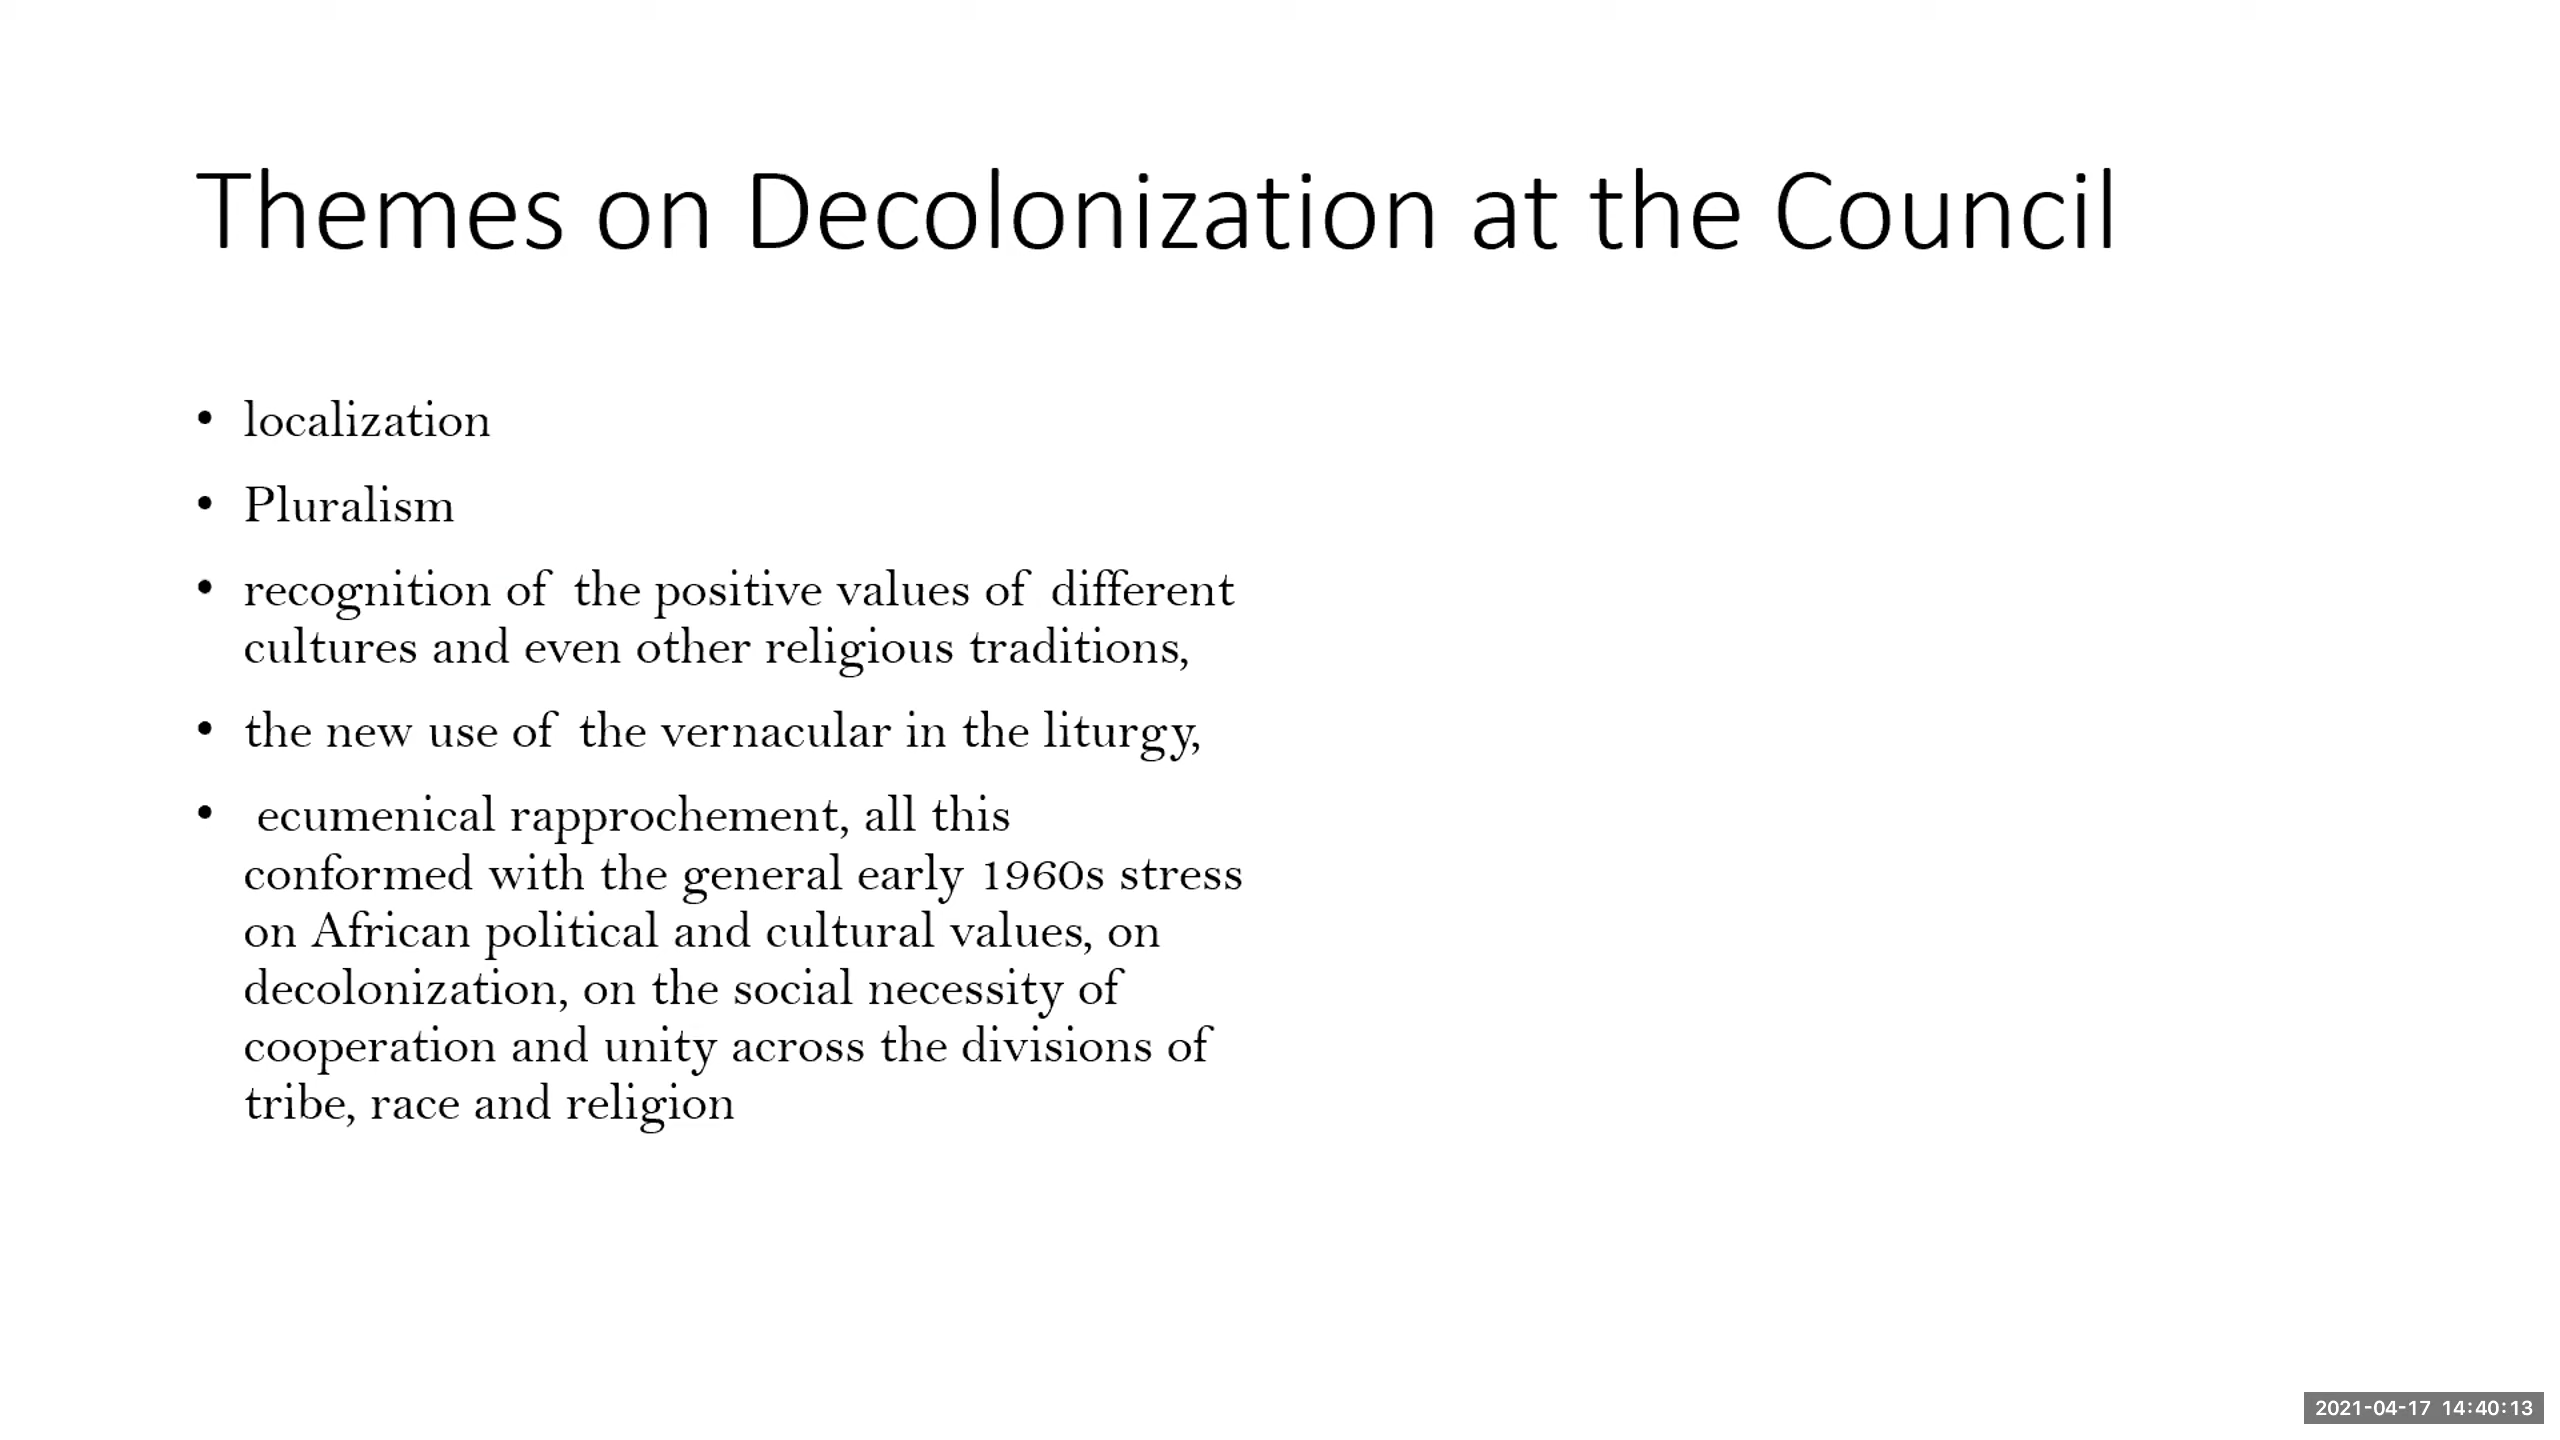 Themes on Decolonization at the Council
• localization
• Pluralism
• recognition of the positive values of different
cultures and even other religious traditions,
• the new use of the vernacular in the liturgy,
• ecumenical rapprochement, all this
conformed with the general early 1960s stress
on African political and cultural values, on
decolonization, on the social necessity of
cooperation and unity across the divisions of
tribe, race and religion
2021-04-17 14:40:13